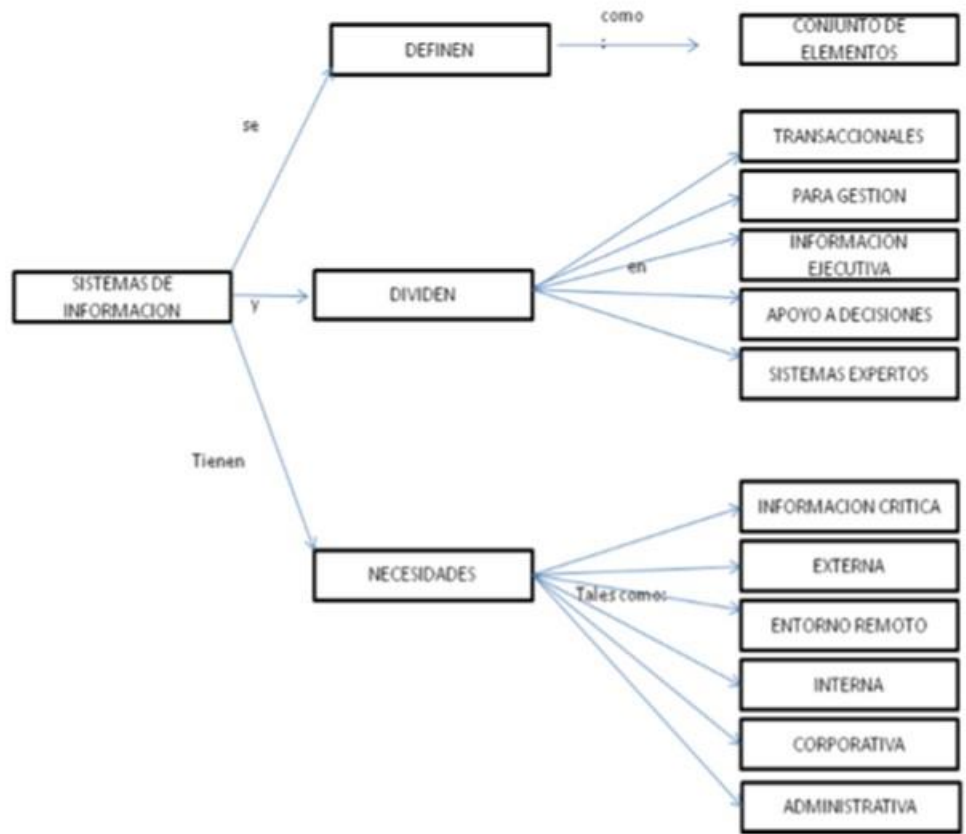 como
:
DEFINEN
CONJUNTO DE
ELEMENTOS
se
TRANSACCIONALES
PARA GESTION
INFORMACION
EJECUTIVA
en
SISTEMAS DE
INFORMACION
y
DIVIDEN
APOYO A DECISIONES
SISTEMAS EXPERTOS
Tienen
INFORMACION CRITICA
NECESIDADES
EXTERNA
Tales como:
ENTORNO REMOTO
INTERNA
CORPORATIVA
ADMINISTRATIVA